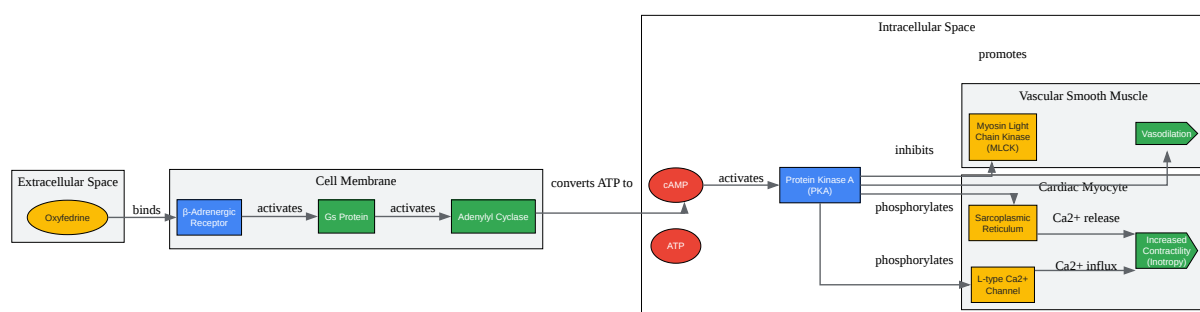 Intracellular Space
promotes
Vascular Smooth Muscle
Myosin Light
Chain Kinase
(MLCK)
Vasodilation
inhibits
Extracellular Space
Oxyfedrine
binds
Cell Membrane
β-Adrenergic
Receptor
activates
Gs Protein
activates
Adenylyl Cyclase
converts ATP to
cAMP
ATP
activates
Protein Kinase A
(PKA)
Cardiac Myocyte
phosphorylates
Sarcoplasmic
Reticulum
Ca2+ release
Increased
Contractility
(Inotropy)
phosphorylates
L-type Ca2+
Channel
Ca2+ influx